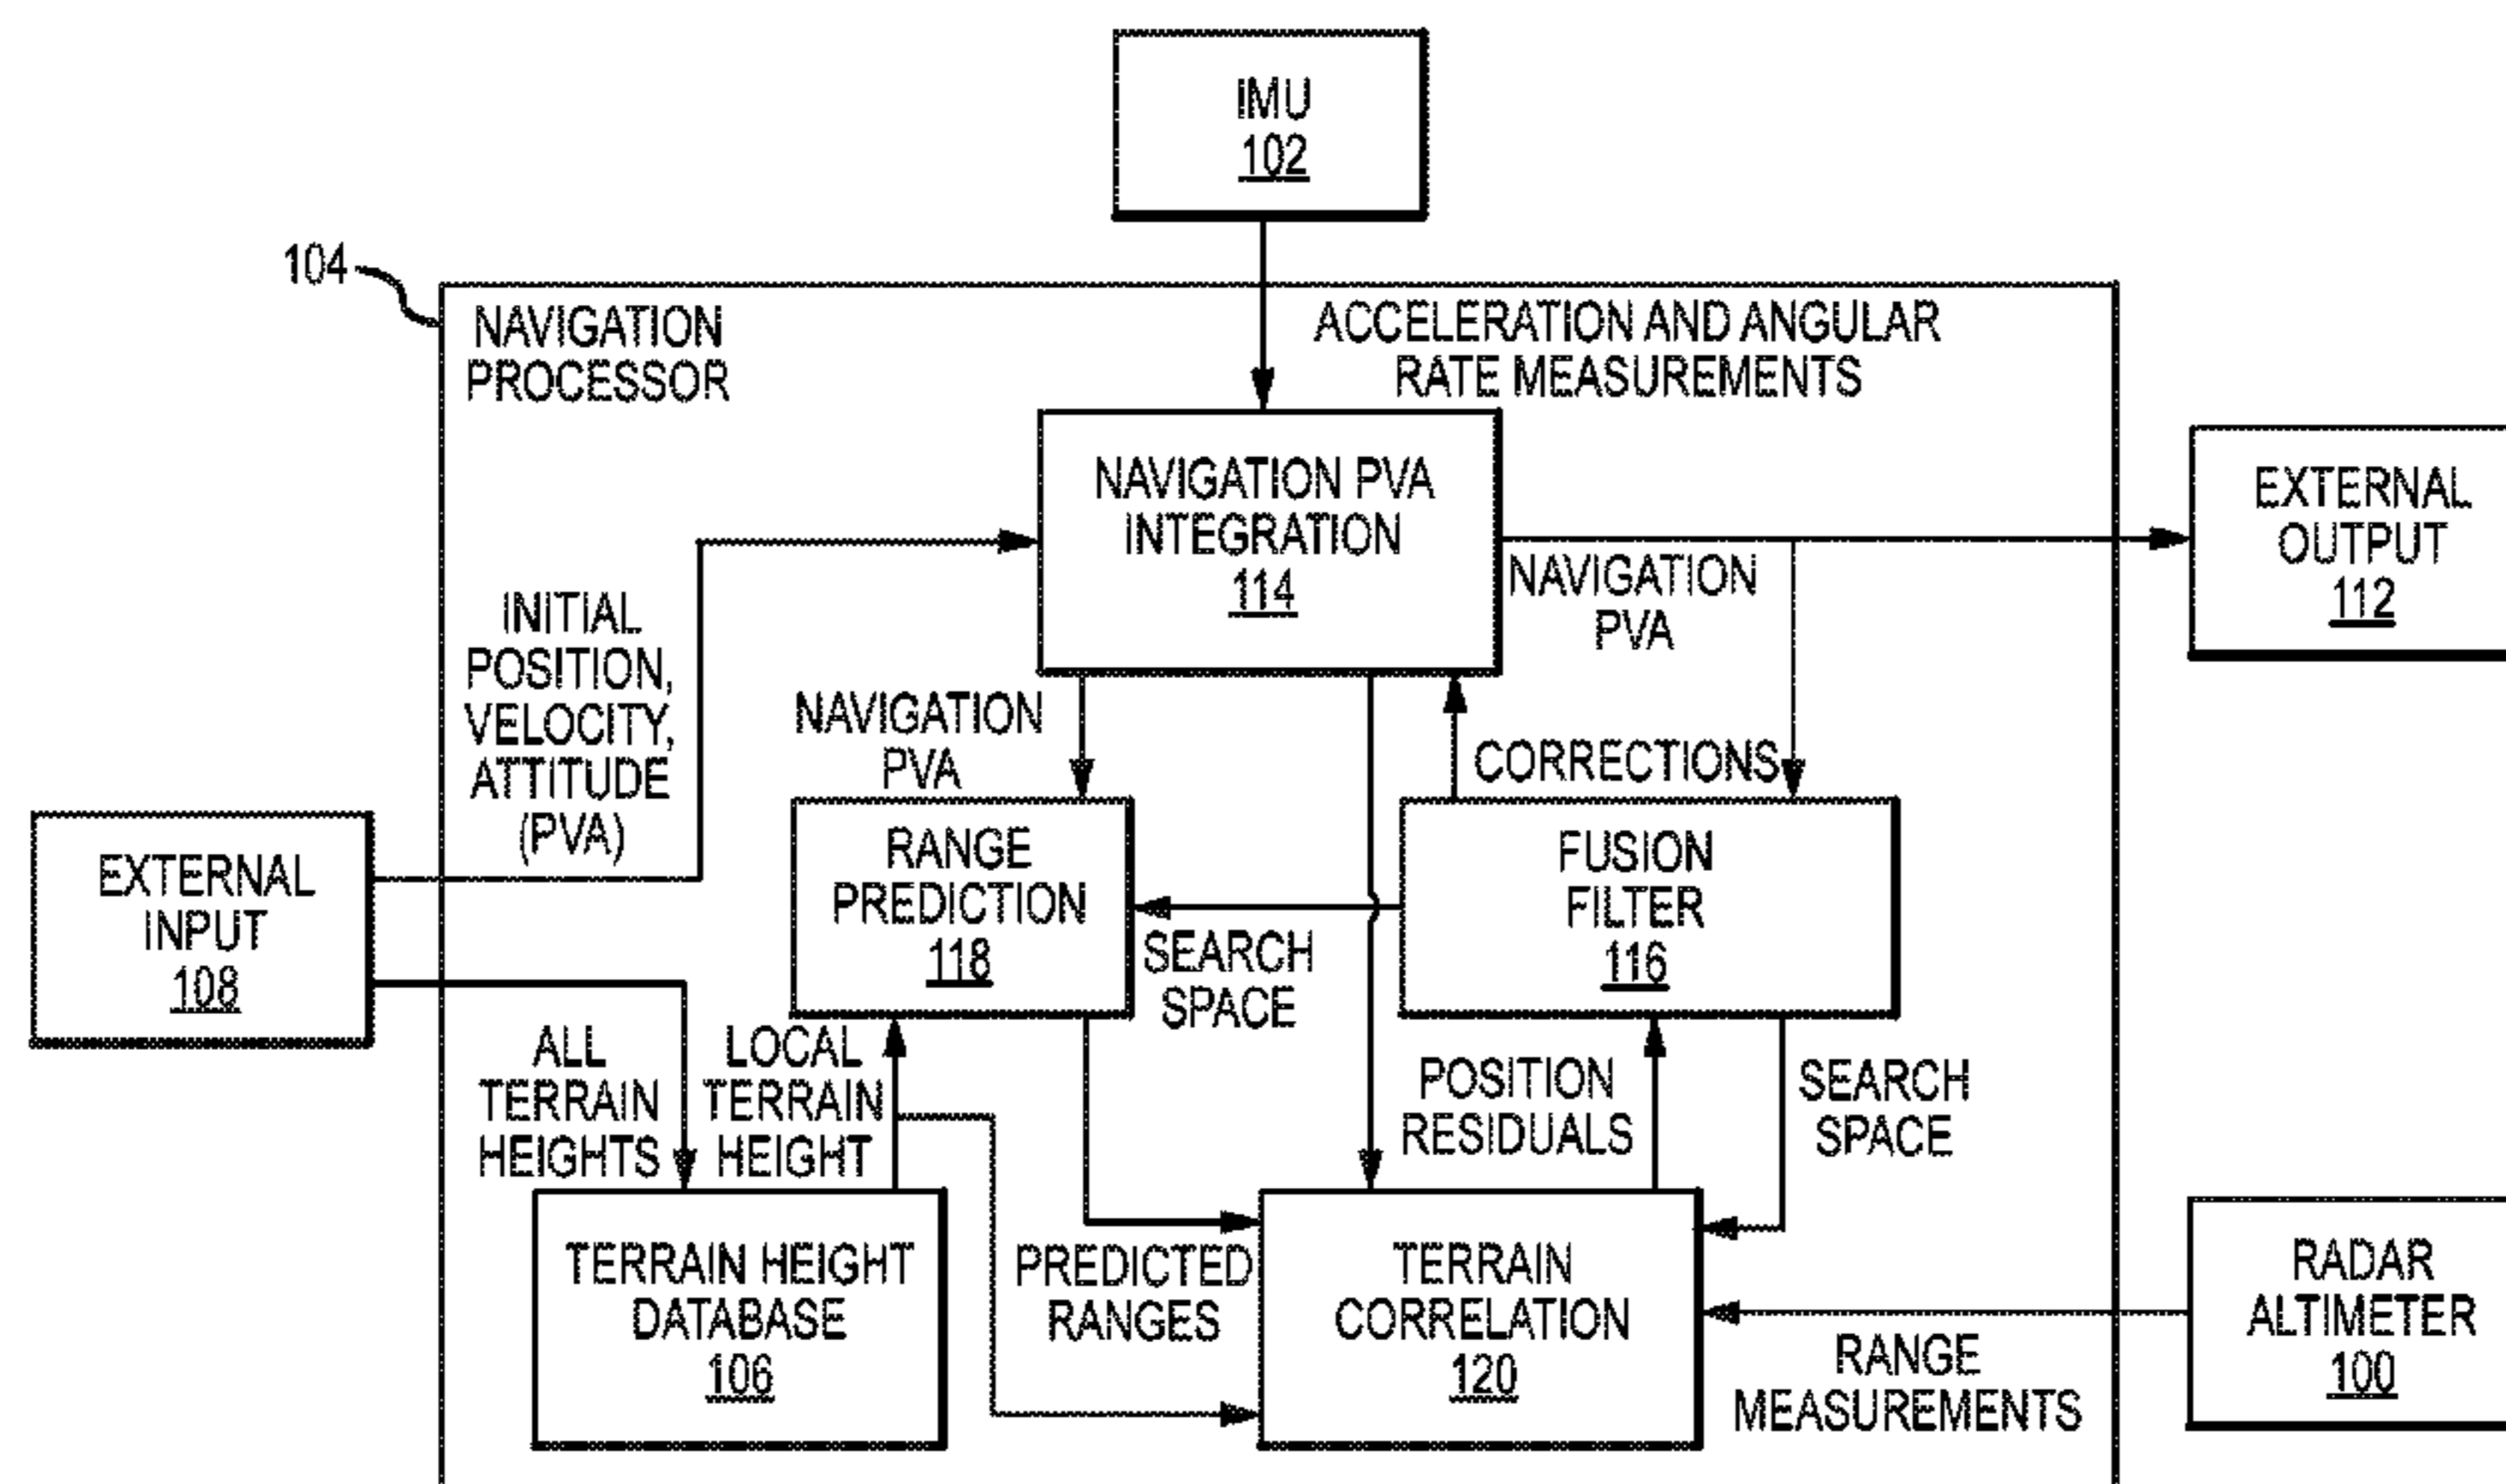 IMU
102
104
NAVIGATION
PROCESSOR
ACCELERATION AND ANGULAR
RATE MEASUREMENTS
NAVIGATION PVA
INTEGRATION
114
EXTERNAL
OUTPUT
112
NAVIGATION
PVA
INITIAL
POSITION,
VELOCITY,
ATTITUDE
(PVA)
NAVIGATION
PVA
CORRECTIONS
EXTERNAL
INPUT
108
RANGE
PREDICTION
118
SEARCH
SPACE
FUSION
FILTER
116
ALL
TERRAIN
HEIGHTS
LOCAL
TERRAIN
HEIGHT
POSITION
RESIDUALS
SEARCH
SPACE
TERRAIN HEIGHT
DATABASE
106
PREDICTED
RANGES
TERRAIN
CORRELATION
120
RANGE
MEASUREMENTS
RADAR
ALTIMETER
100